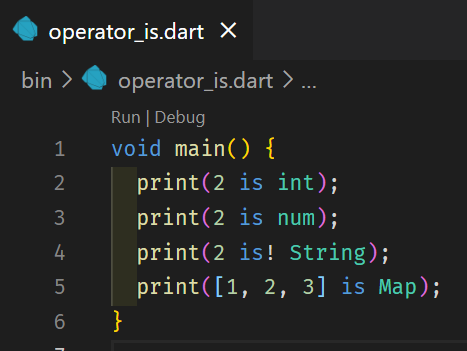 operator_is.dart ×
bin > operator_is.dart > ...
Run | Debug
1 void main() {
2   print(2 is int);
3   print(2 is num);
4   print(2 is! String);
5   print([1, 2, 3] is Map);
6 }
7